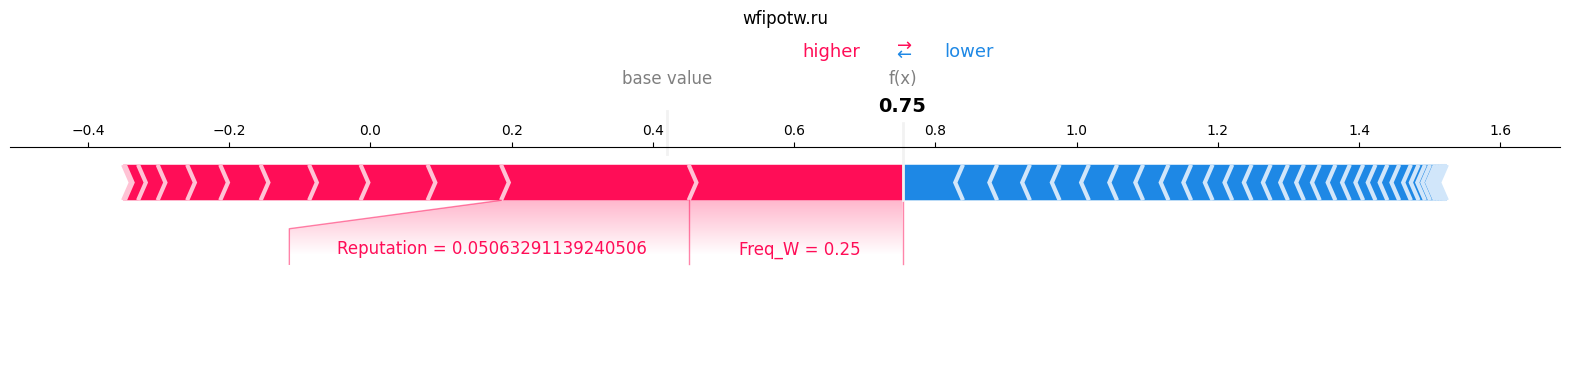 wfipotw.ru
higher ⇄ lower
base value f(x)
0.75
−0.4 −0.2 0.0 0.2 0.4 0.6 0.8 1.0 1.2 1.4 1.6
Reputation = 0.05063291139240506 Freq_W = 0.25